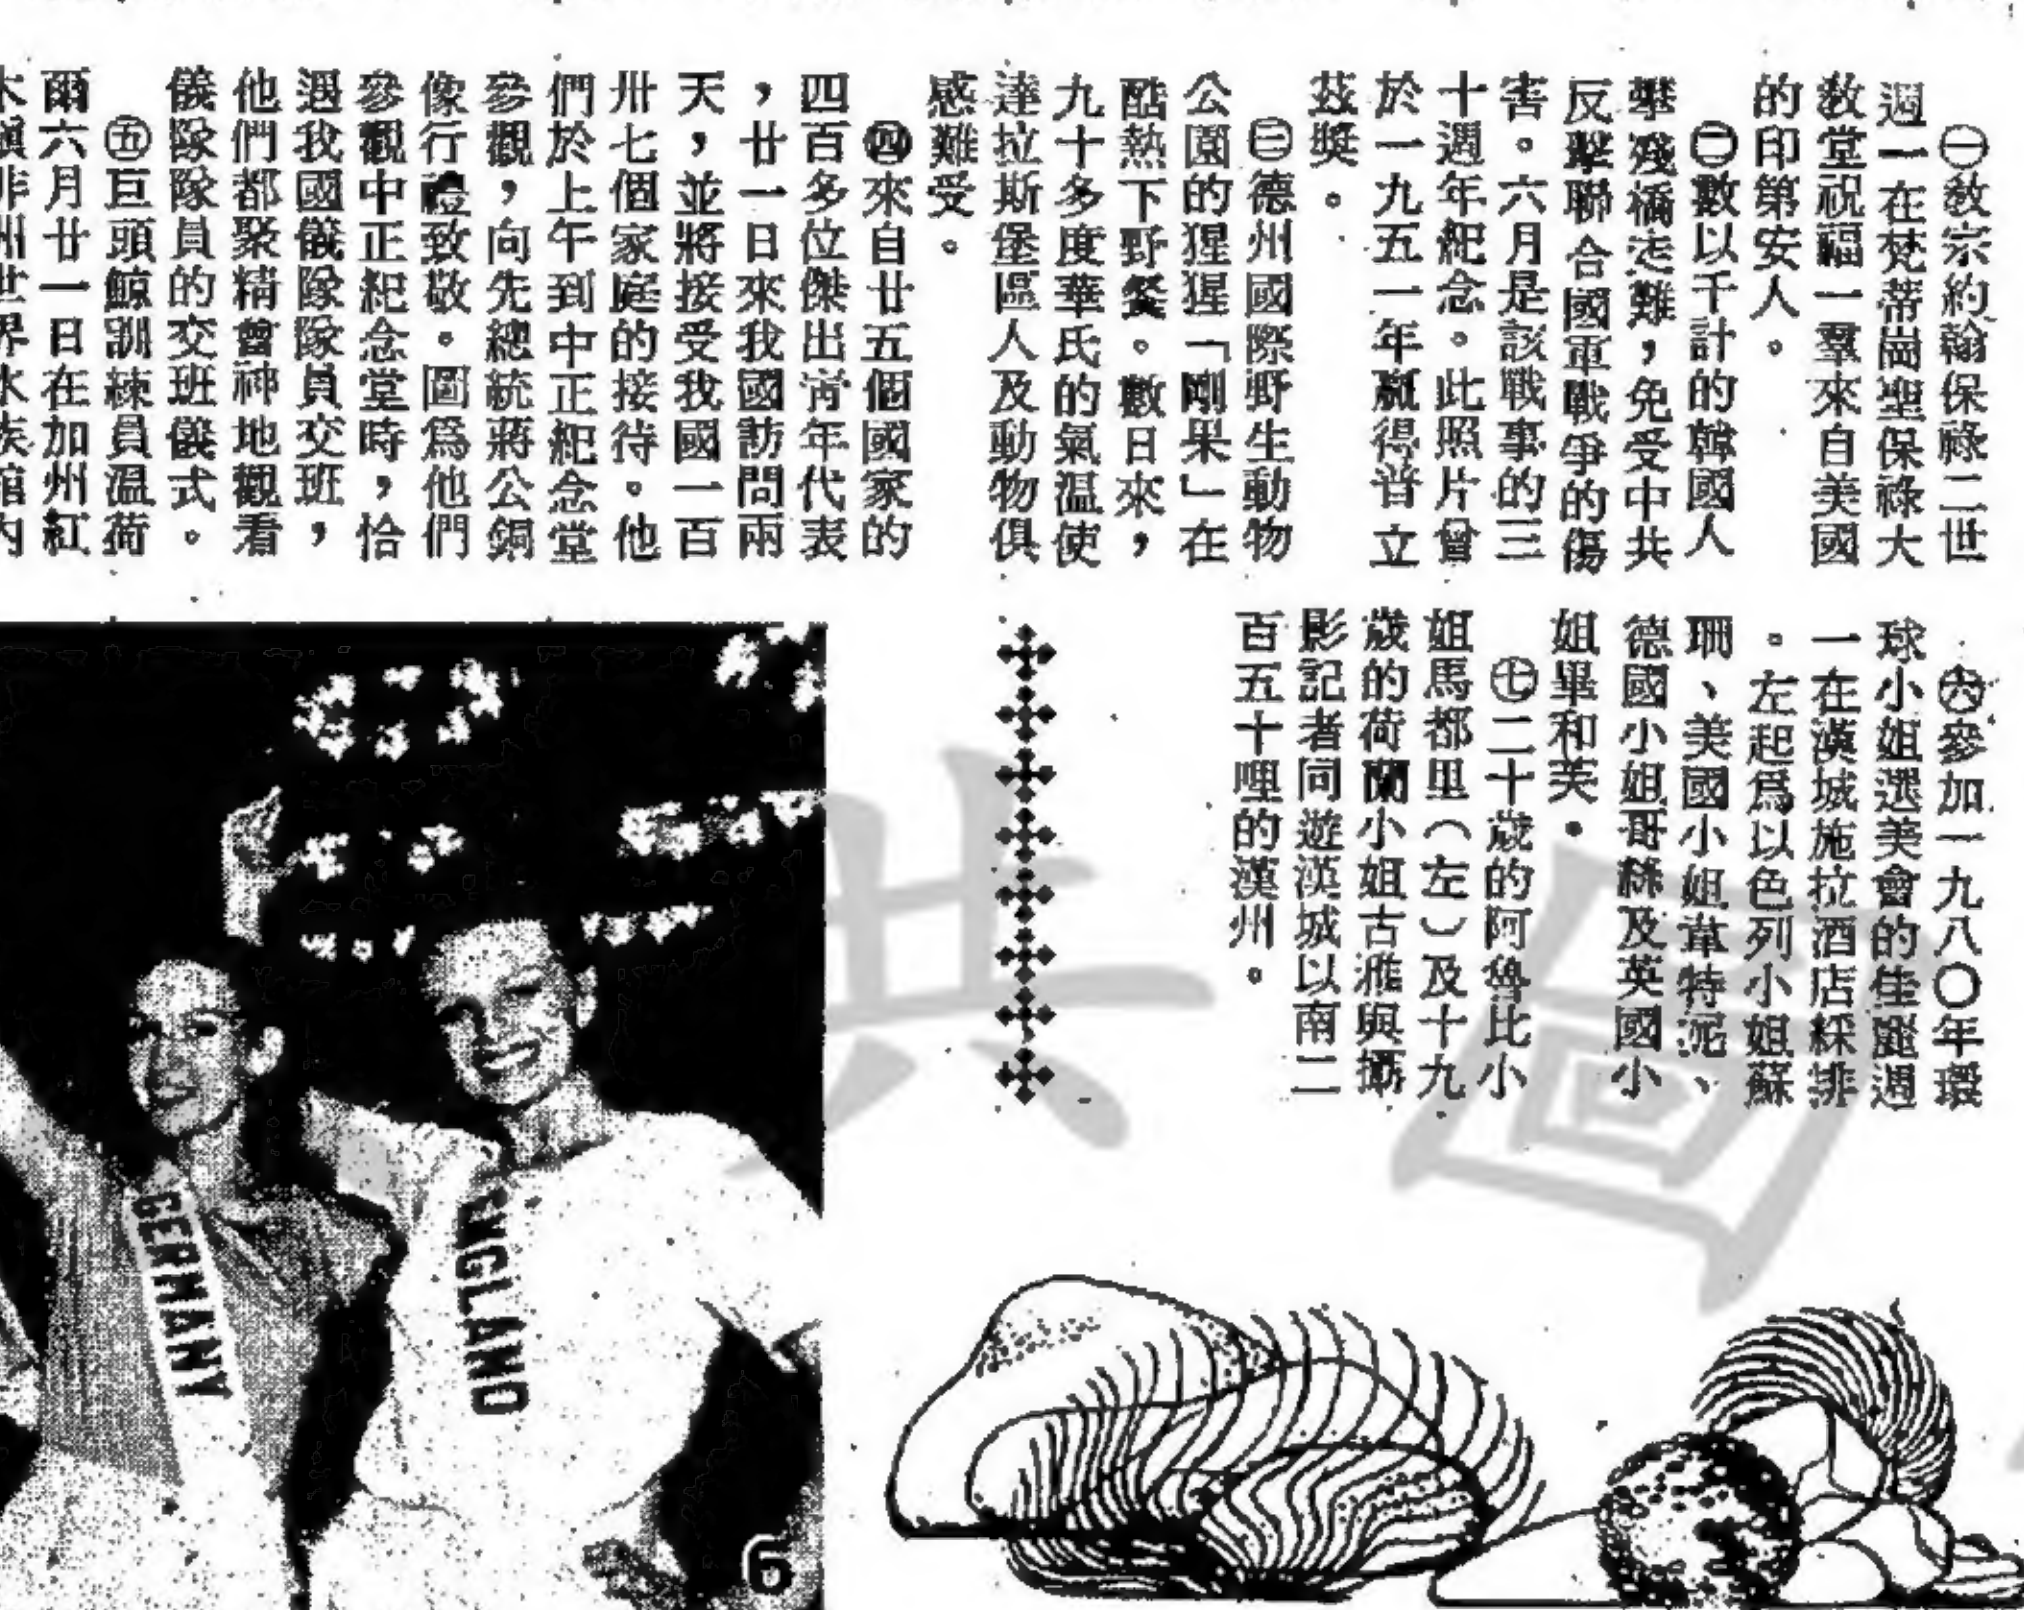 ㊀教宗約翰保祿二世
週一在梵蒂崗聖保祿大
教堂祝福一羣來自美國
的印第安人。
㊁數以千計的韓國人
攀殘橋走難，免受中共
反擊聯合國軍戰爭的傷
害。六月是該戰事的三
十週年紀念。此照片曾
於一九五一年贏得普立
茲獎。
㊂德州國際野生動物
公園的猩猩「剛果」在
酷熱下野餐。數日來，
九十多度華氏的氣温使
達拉斯堡區人及動物俱
感難受。
㊃來自廿五個國家的
四百多位傑出青年代表
，廿一日來我國訪問兩
天，並將接受我國一百
卅七個家庭的接待。他
們於上午到中正紀念堂
參觀，向先總統蔣公銅
像行禮致敬。圖爲他們
參觀中正紀念堂時，恰
遇我國儀隊隊員交班，
他們都聚精會神地觀看
儀隊隊員的交班儀式。
㊄巨頭鯨訓練員温荷
爾六月廿一日在加州紅
木顧非洲世界水族館內
㊅參加一九八〇年環
球小姐選美會的佳麗週
一在漢城施拉酒店綵排
。左起爲以色列小姐蘇
珊、美國小姐韋特泥、
德國小姐哥絲及英國小
姐畢和芙。
㊆二十歲的阿魯比小
姐馬都里（左）及十九
歲的荷蘭小姐古雅與攝
影記者同遊漢城以南二
百五十哩的漢州。
GERMANY
ENGLAND
6
共 圖